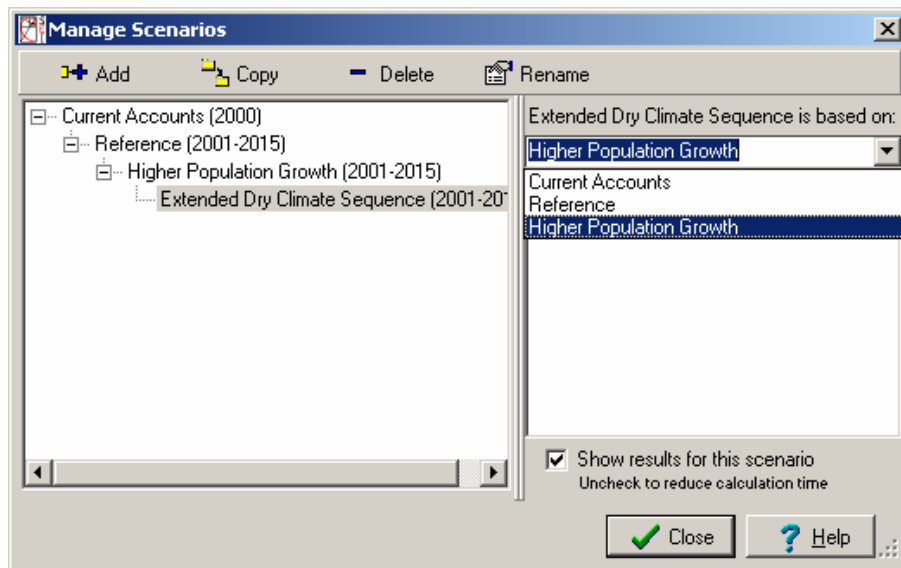 Manage Scenarios
Add Copy Delete Rename
Current Accounts (2000)
Reference (2001-2015)
Higher Population Growth (2001-2015)
Extended Dry Climate Sequence (2001-20
Extended Dry Climate Sequence is based on:
Higher Population Growth
Current Accounts
Reference
Higher Population Growth
Show results for this scenario
Uncheck to reduce calculation time
Close ? Help